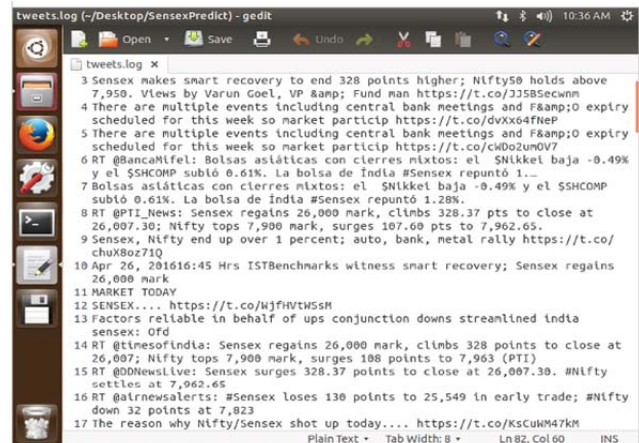 tweets.log (~/Desktop/SensexPredict) - gedit
10:36 AM
Open
Save
Undo
tweets.log ×
3 Sensex makes smart recovery to end 328 points higher; Nifty50 holds above
7,950. Views by Varun Goel, VP &amp; Fund man https://t.co/JJ5BSecwnm
4 There are multiple events including central bank meetings and F&amp;O expiry
scheduled for this week so market particip https://t.co/dvXx64fNeP
5 There are multiple events including central bank meetings and F&amp;O expiry
scheduled for this week so market particip https://t.co/cWDo2umOV7
6 RT @BancaMifel: Bolsas asiáticas con cierres mixtos: el $Nikkei baja -0.49%
y el $SHCOMP subió 0.61%. La bolsa de Índia #Sensex repuntó 1.…
7 Bolsas asiáticas con cierres mixtos: el $Nikkei baja -0.49% y el $SHCOMP
subió 0.61%. La bolsa de Índia #Sensex repuntó 1.28%.
8 RT @PTI_News: Sensex regains 26,000 mark, climbs 328.37 pts to close at
26,007.30; Nifty tops 7,900 mark, surges 107.60 pts to 7,962.65.
9 Sensex, Nifty end up over 1 percent; auto, bank, metal rally https://t.co/
chuX8oz71Q
10 Apr 26, 201616:45 Hrs ISTBenchmarks witness smart recovery; Sensex regains
26,000 mark
11 MARKET TODAY
12 SENSEX.... https://t.co/WjfHVtWSsM
13 Factors reliable in behalf of ups conjunction downs streamlined india
sensex: Ofd
14 RT @timesofindia: Sensex regains 26,000 mark, climbs 328 points to close at
26,007; Nifty tops 7,900 mark, surges 108 points to 7,963 (PTI)
15 RT @DDNewsLive: Sensex surges 328.37 points to close at 26,007.30. #Nifty
settles at 7,962.65
16 RT @airnewsalerts: #Sensex loses 130 points to 25,549 in early trade; #Nifty
down 32 points at 7,823
17 The reason why Nifty/Sensex shot up today.... https://t.co/KsCuWM47kM
Plain Text
Tab Width: 8
Ln 82, Col 60
INS